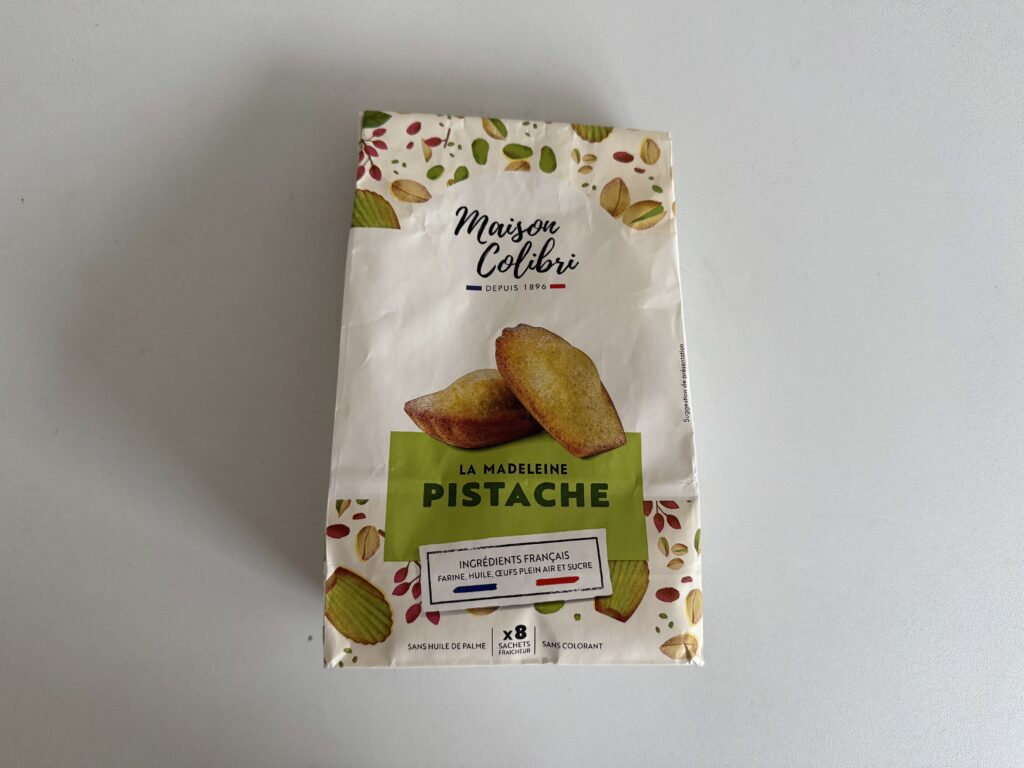 Maison
Colibri
DEPUIS 1896
Suggestion de présentation
LA MADELEINE
PISTACHE
INGRÉDIENTS FRANÇAIS
FARINE, HUILE, ŒUFS PLEIN AIR ET SUCRE
SANS HUILE DE PALME
x8
SACHETS
FRAÎCHEUR
SANS COLORANT